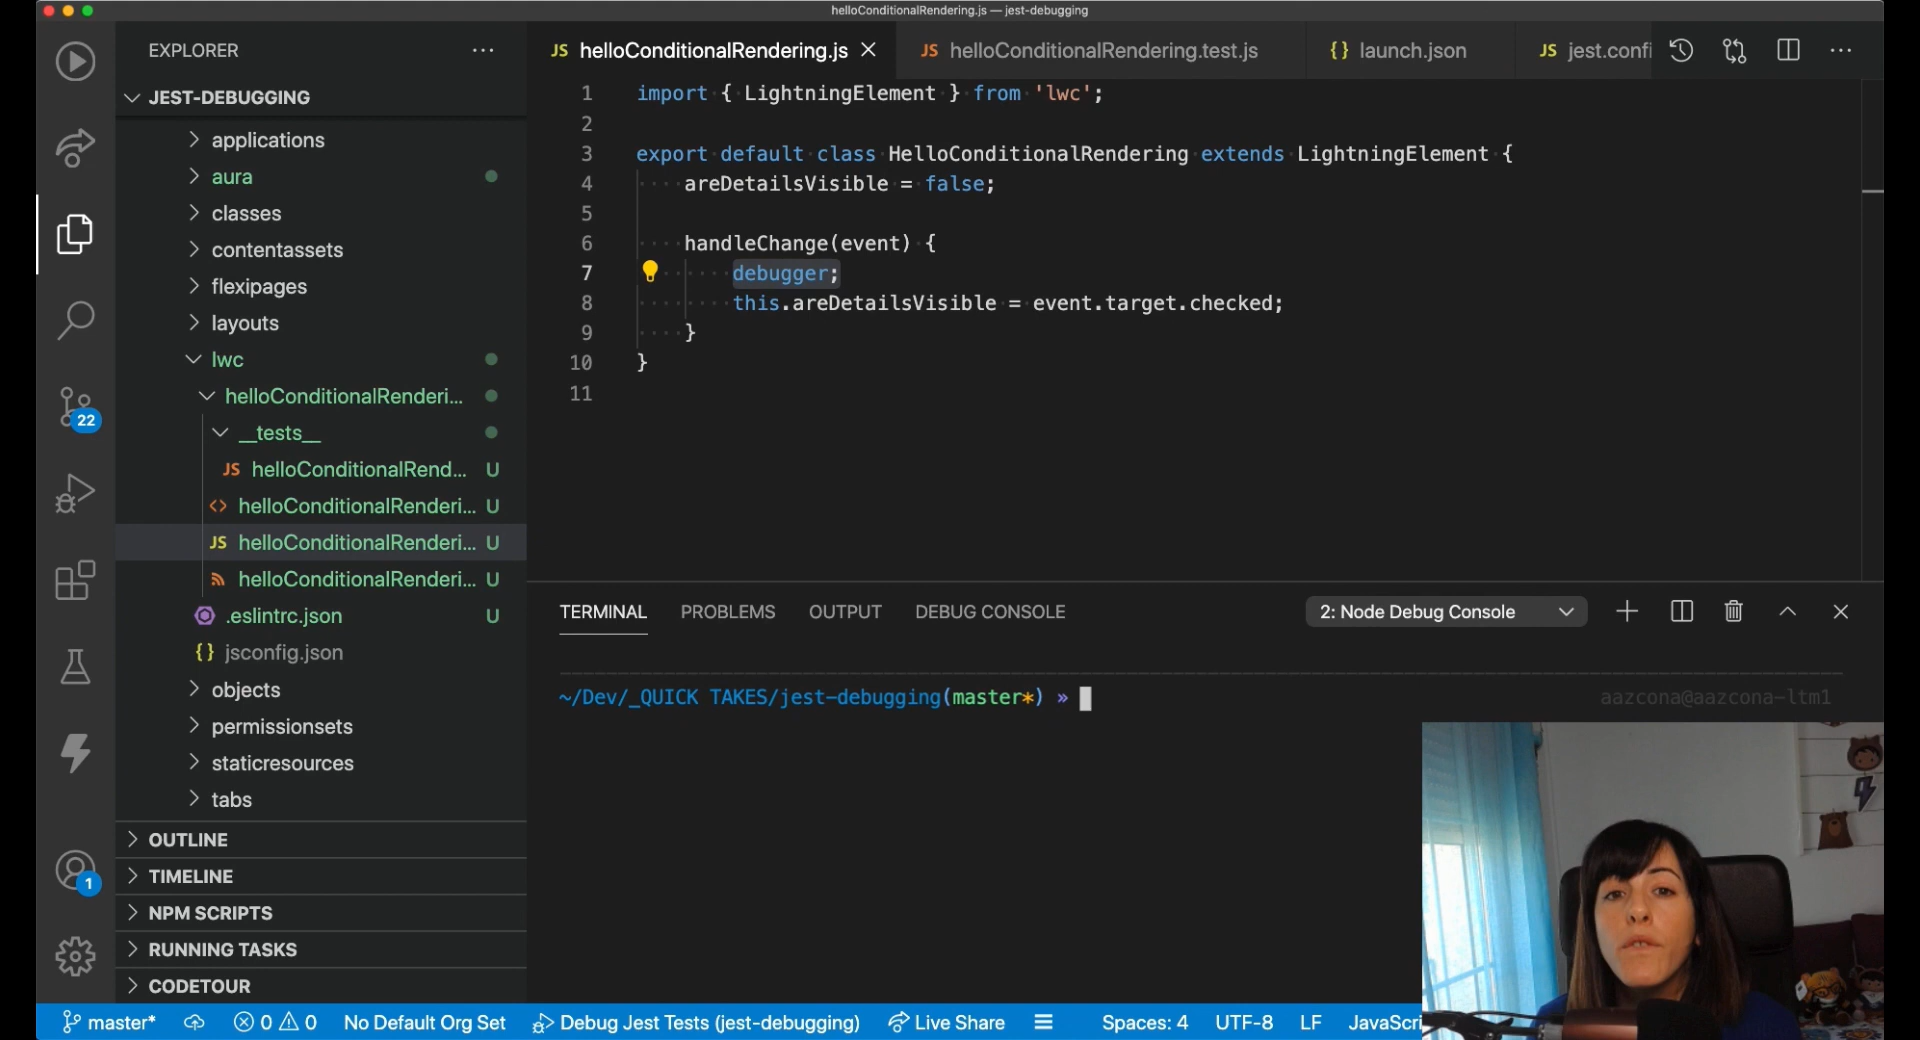 helloConditionalRendering.js — jest-debugging
EXPLORER
JS helloConditionalRendering.js
JS helloConditionalRendering.test.js
{} launch.json
JS jest.confi
JEST-DEBUGGING
applications
aura
classes
contentassets
flexipages
layouts
lwc
helloConditionalRenderi...
__tests__
JS helloConditionalRend... U
<> helloConditionalRenderi... U
JS helloConditionalRenderi... U
helloConditionalRenderi... U
.eslintrc.json U
{} jsconfig.json
objects
permissionsets
staticresources
tabs
OUTLINE
TIMELINE
NPM SCRIPTS
RUNNING TASKS
CODETOUR
22
1
1 import { LightningElement } from 'lwc';
2
3 export default class HelloConditionalRendering extends LightningElement {
4 areDetailsVisible = false;
5
6 handleChange(event) {
7 debugger;
8 this.areDetailsVisible = event.target.checked;
9 }
10 }
11
TERMINAL PROBLEMS OUTPUT DEBUG CONSOLE
2: Node Debug Console
~/Dev/_QUICK TAKES/jest-debugging(master*) »
aazcona@aazcona-ltm1
master* 0 0 No Default Org Set Debug Jest Tests (jest-debugging) Live Share Spaces: 4 UTF-8 LF JavaScri